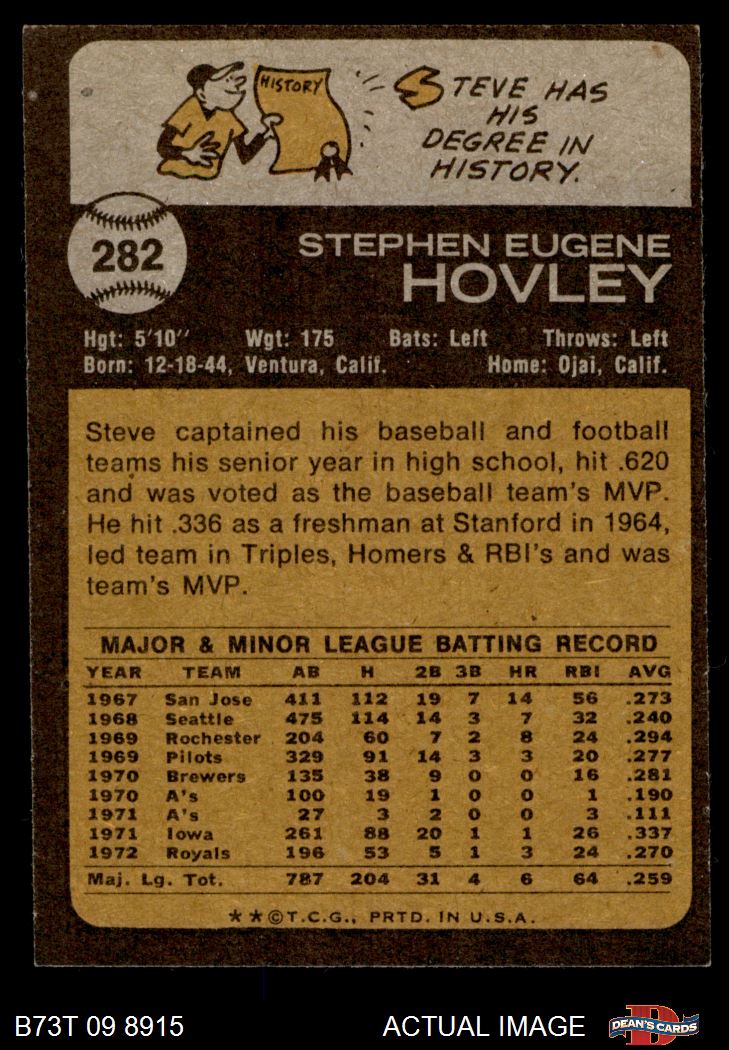 HISTORY
STEVE HAS
HIS
DEGREE IN
HISTORY.
282
STEPHEN EUGENE
HOVLEY
Hgt: 5'10" Wgt: 175 Bats: Left Throws: Left
Born: 12-18-44, Ventura, Calif. Home: Ojai, Calif.
Steve captained his baseball and football
teams his senior year in high school, hit .620
and was voted as the baseball team's MVP.
He hit .336 as a freshman at Stanford in 1964,
led team in Triples, Homers & RBI's and was
team's MVP.
MAJOR & MINOR LEAGUE BATTING RECORD
YEAR TEAM AB H 2B 3B HR RBI AVG
1967 San Jose 411 112 19 7 14 56 .273
1968 Seattle 475 114 14 3 7 32 .240
1969 Rochester 204 60 7 2 8 24 .294
1969 Pilots 329 91 14 3 3 20 .277
1970 Brewers 135 38 9 0 0 16 .281
1970 A's 100 19 1 0 0 1 .190
1971 A's 27 3 2 0 0 3 .111
1971 Iowa 261 88 20 1 1 26 .337
1972 Royals 196 53 5 1 3 24 .270
Maj. Lg. Tot. 787 204 31 4 6 64 .259
★★©T.C.G., PRTD. IN U.S.A.
B73T 09 8915 ACTUAL IMAGE
D
DEAN'S CARDS